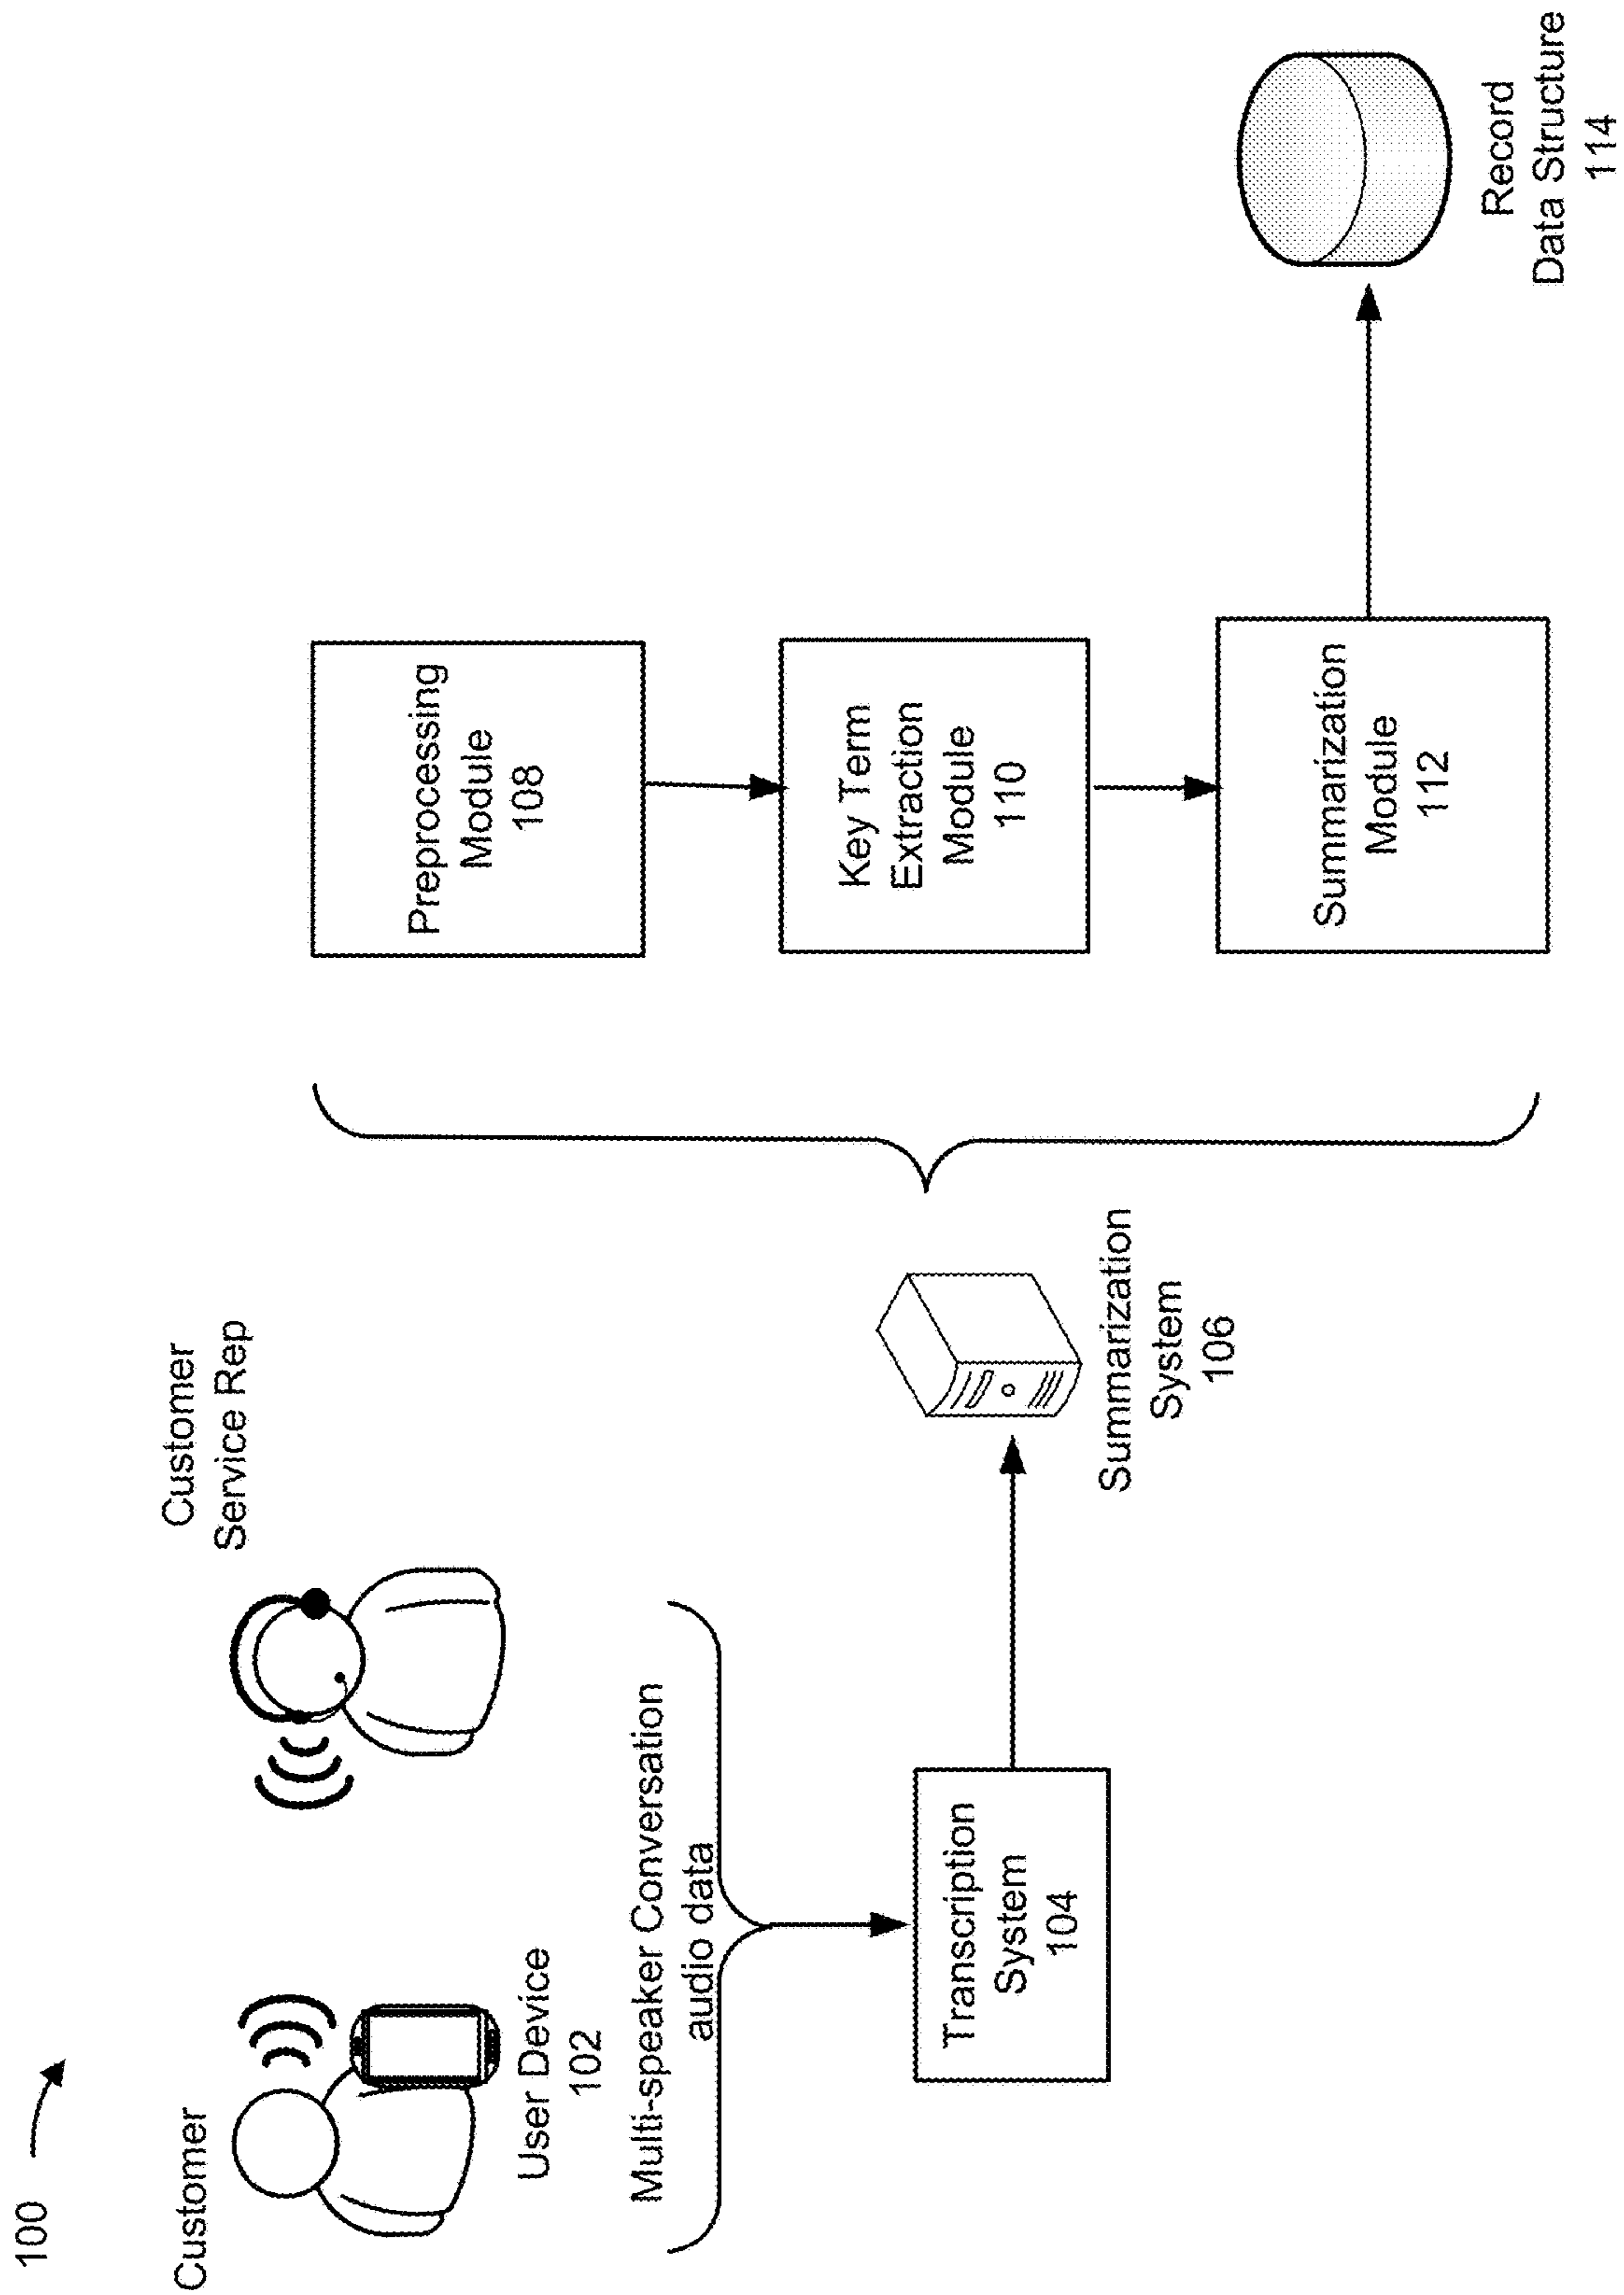 100
Customer
User Device
102
Customer
Service Rep
Multi-speaker Conversation
audio data
Transcription
System
104
Summarization
System
106
Preprocessing
Module
108
Key Term
Extraction
Module
110
Summarization
Module
112
Record
Data Structure
114